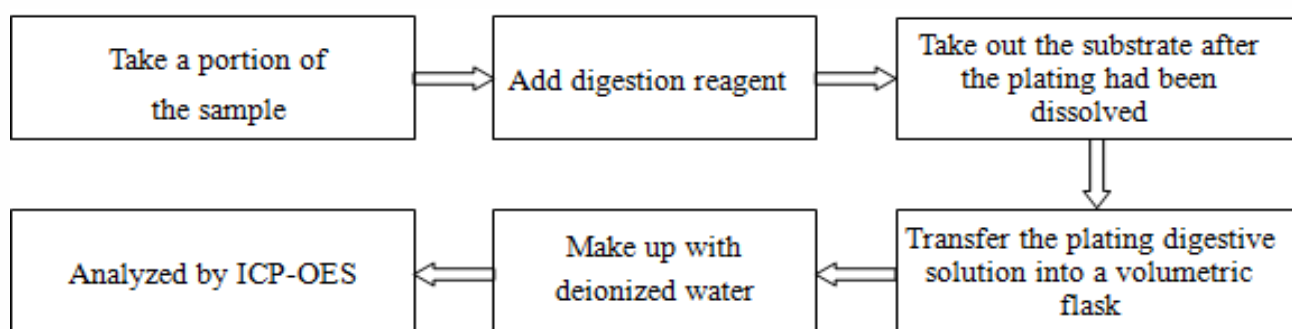 Take a portion of
the sample
Add digestion reagent
Take out the substrate after
the plating had been
dissolved
Transfer the plating digestive
solution into a volumetric
flask
Make up with
deionized water
Analyzed by ICP-OES